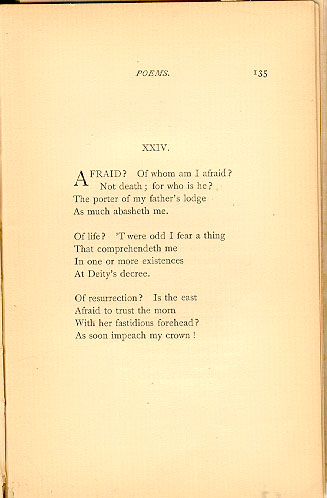 POEMS. 135
XXIV.
AFRAID? Of whom am I afraid?
Not death; for who is he?
The porter of my father's lodge
As much abasheth me.
Of life? 'T were odd I fear a thing
That comprehendeth me
In one or more existences
At Deity's decree.
Of resurrection? Is the east
Afraid to trust the morn
With her fastidious forehead?
As soon impeach my crown!